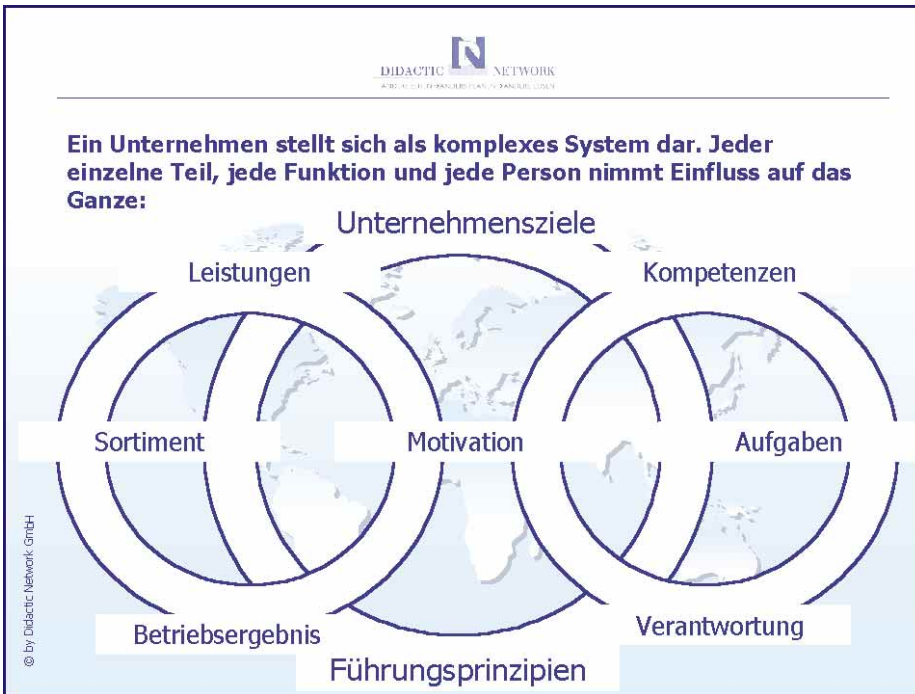 DIDACTIC N NETWORK
Ein Unternehmen stellt sich als komplexes System dar. Jeder
einzelne Teil, jede Funktion und jede Person nimmt Einfluss auf das
Ganze:
Unternehmensziele
Leistungen
Kompetenzen
Sortiment
Motivation
Aufgaben
Betriebsergebnis
Verantwortung
Führungsprinzipien
© by Didactic Network GmbH